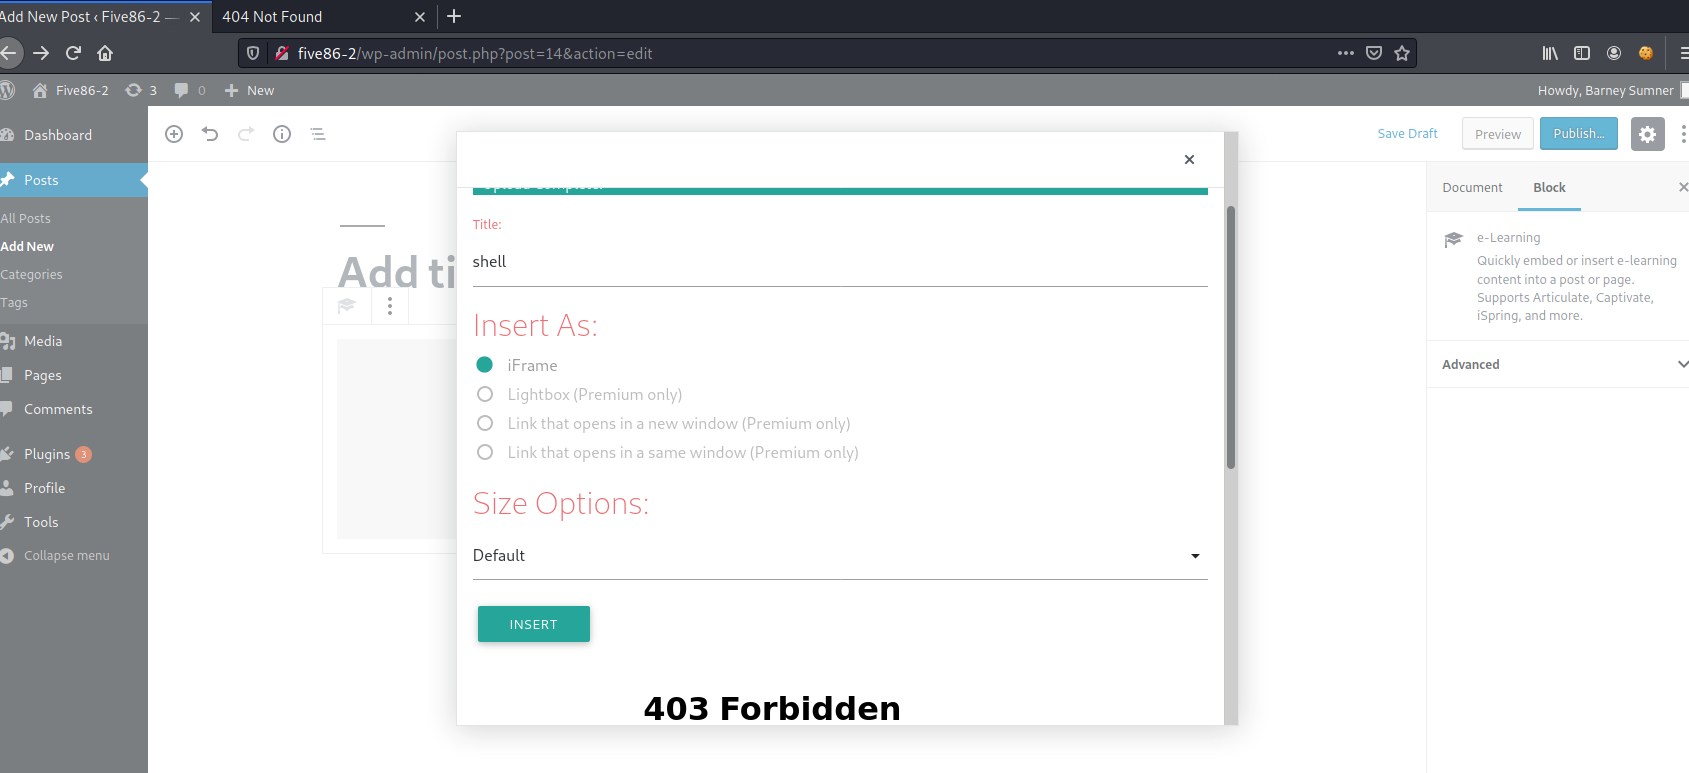 Add New Post ‹ Five86-2 —
404 Not Found
five86-2/wp-admin/post.php?post=14&action=edit
Five86-2
3
0
New
Howdy, Barney Sumner
Dashboard
Posts
All Posts
Add New
Categories
Tags
Media
Pages
Comments
Plugins 3
Profile
Tools
Collapse menu
Save Draft
Preview
Publish...
Add ti
Upload Complete!
Title:
shell
Insert As:
iFrame
Lightbox (Premium only)
Link that opens in a new window (Premium only)
Link that opens in a same window (Premium only)
Size Options:
Default
INSERT
403 Forbidden
Document
Block
e-Learning
Quickly embed or insert e-learning
content into a post or page.
Supports Articulate, Captivate,
iSpring, and more.
Advanced